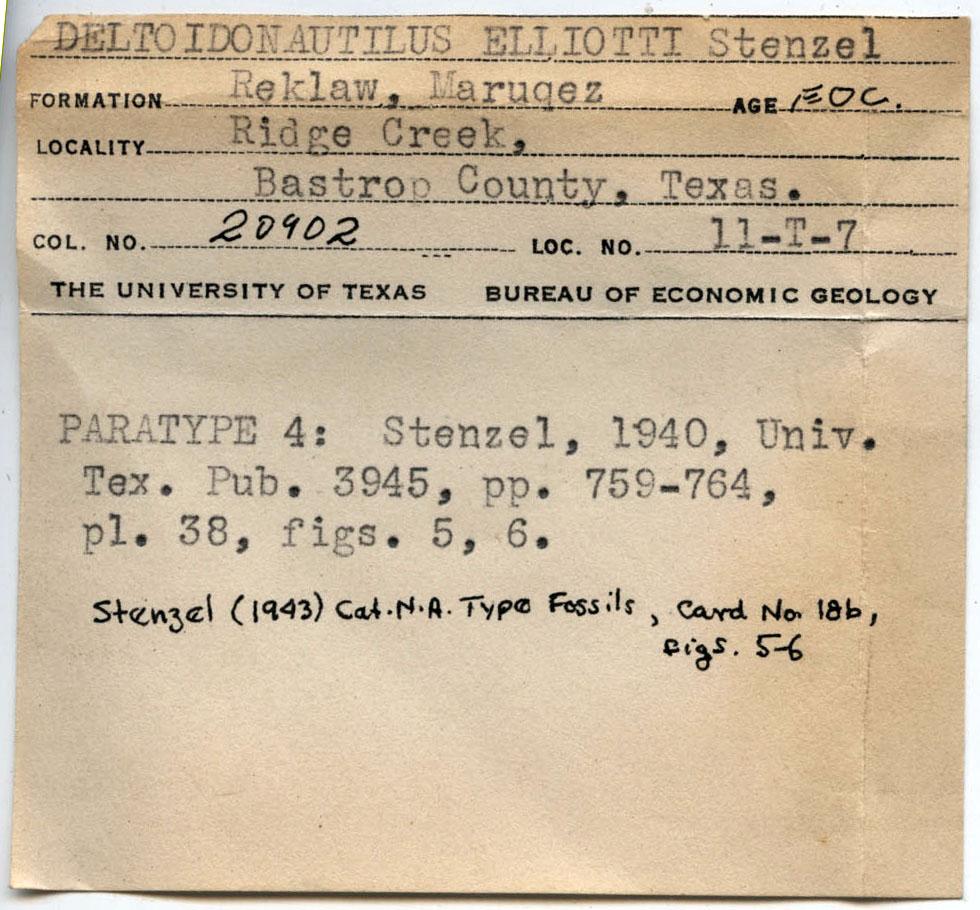 DELTOIDONAUTILUS ELLIOTTI Stenzel
FORMATION Reklaw, Maruqez AGE EOC.
LOCALITY Ridge Creek,
Bastrop County, Texas.
COL. NO. 20902 LOC. NO. 11-T-7
THE UNIVERSITY OF TEXAS BUREAU OF ECONOMIC GEOLOGY
PARATYPE 4: Stenzel, 1940, Univ.
Tex. Pub. 3945, pp. 759-764,
pl. 38, figs. 5, 6.
Stenzel (1943) Cat. N.A. Type Fossils, Card No. 18b,
figs. 5-6